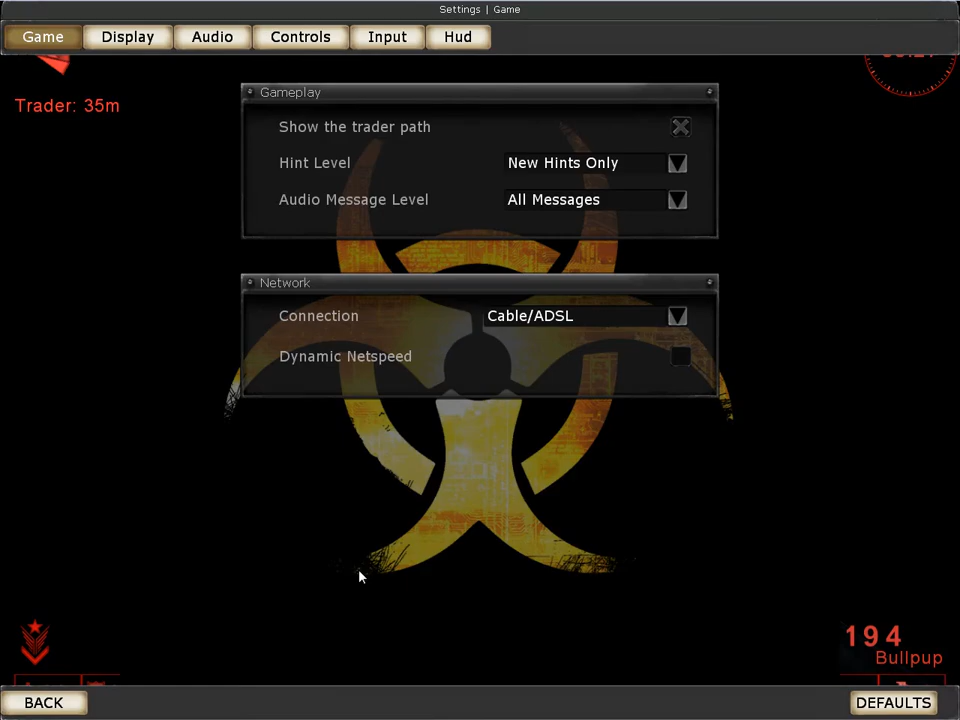 Settings | Game
Game
Display
Audio
Controls
Input
Hud
Trader: 35m
Gameplay
Show the trader path
Hint Level
New Hints Only
Audio Message Level
All Messages
Network
Connection
Cable/ADSL
Dynamic Netspeed
194
Bullpup
BACK
DEFAULTS